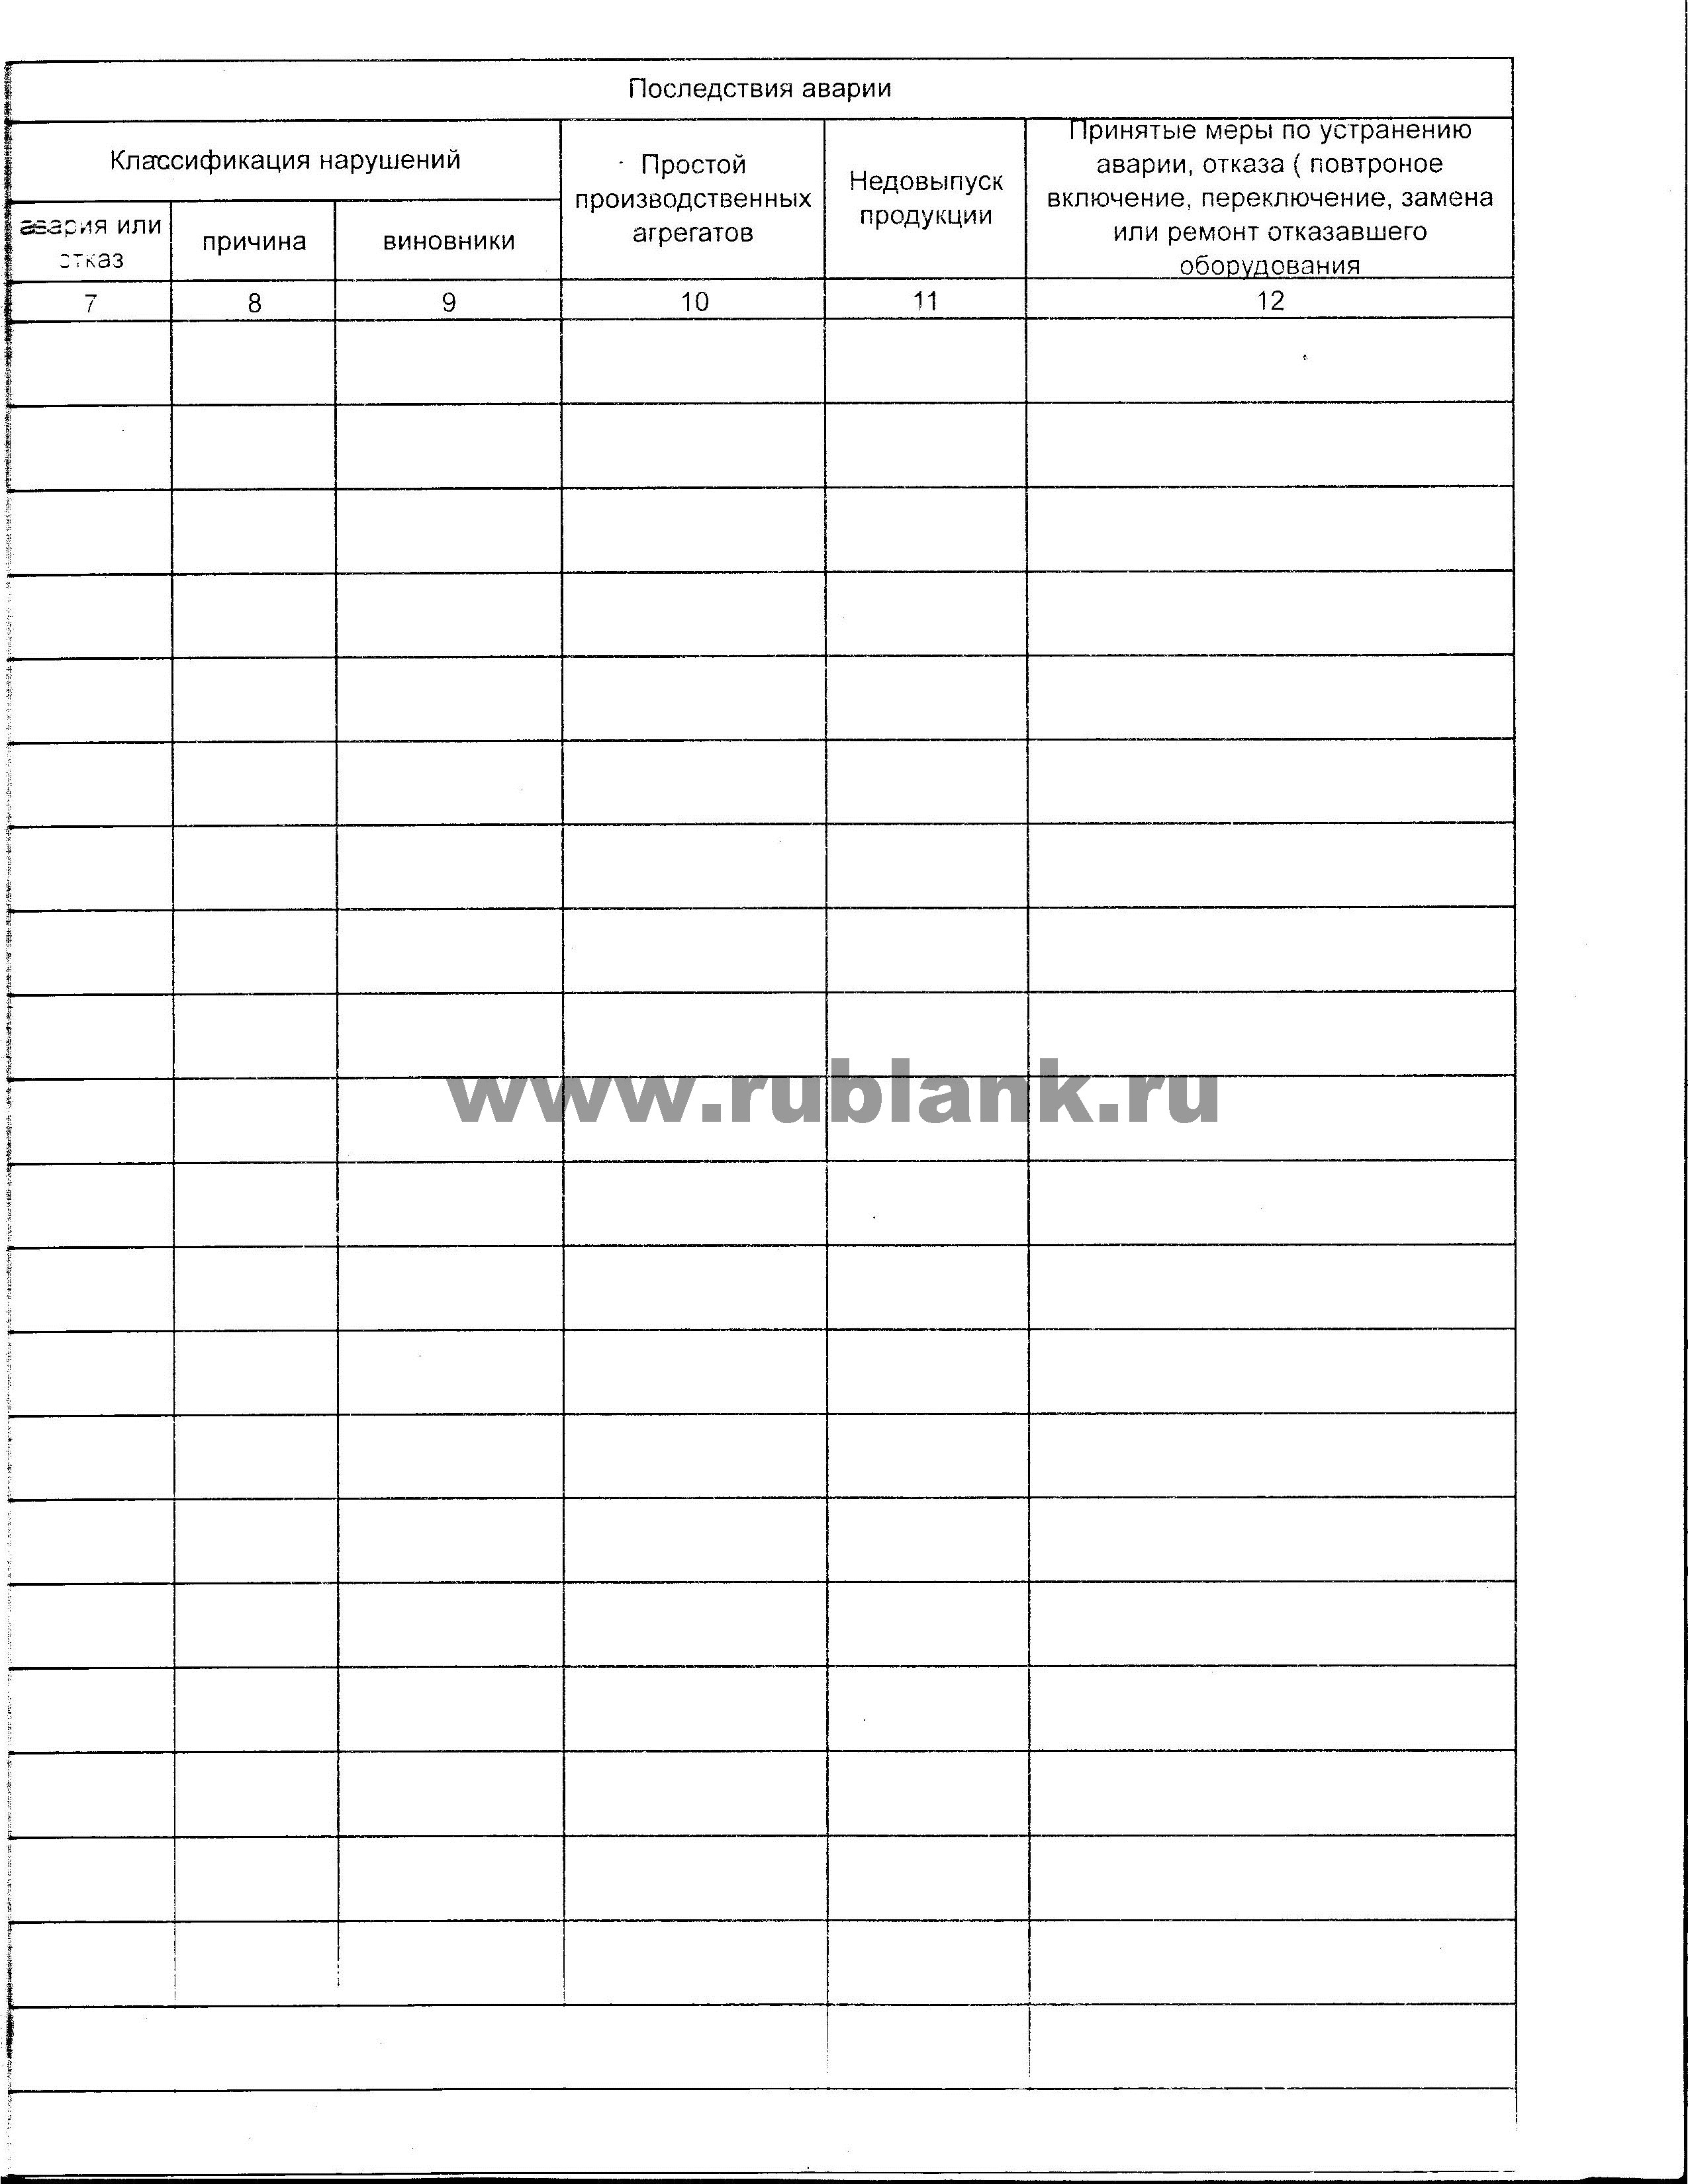 Последствия аварии
Классификация нарушений
Простой
производственных
агрегатов
Недовыпуск
продукции
Принятые меры по устранению
аварии, отказа ( повтроное
включение, переключение, замена
или ремонт отказавшего
оборудования
авария или
отказ
причина
виновники
7 8 9 10 11 12
www.rublank.ru